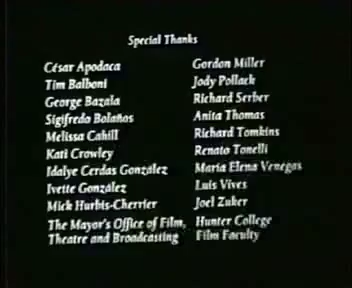 Special Thanks
César Apodaca
Tim Balboni
George Bazala
Sigifredo Bolaños
Melissa Cahill
Kati Crowley
Idalye Cerdas González
Ivette González
Mick Hurbis-Cherrier
The Mayor's Office of Film,
Theatre and Broadcasting
Gordon Miller
Jody Pollack
Richard Serber
Anita Thomas
Richard Tomkins
Renato Tonelli
María Elena Venegas
Luis Vives
Joel Zuker
Hunter College
Film Faculty